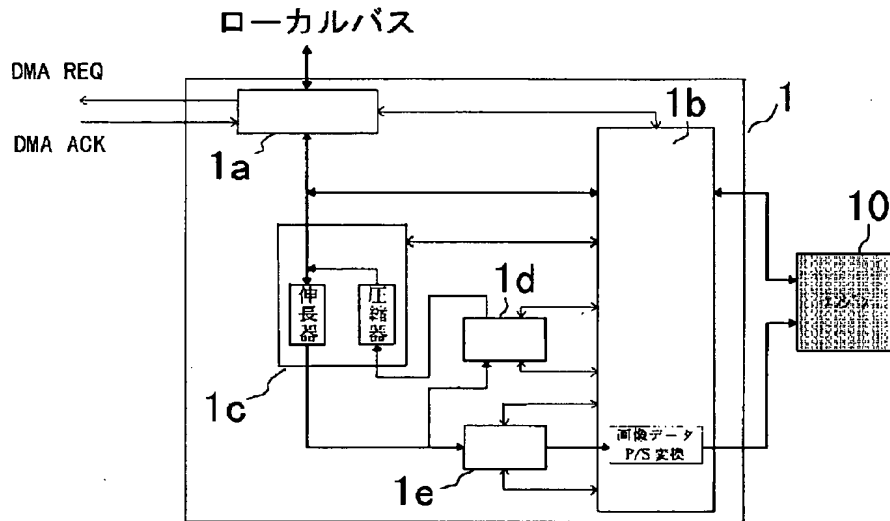 ローカルバス
DMA REQ
DMA ACK
1a
1b
1
10
伸長器
圧縮器
1d
1c
1e
画像データ
P/S 変換